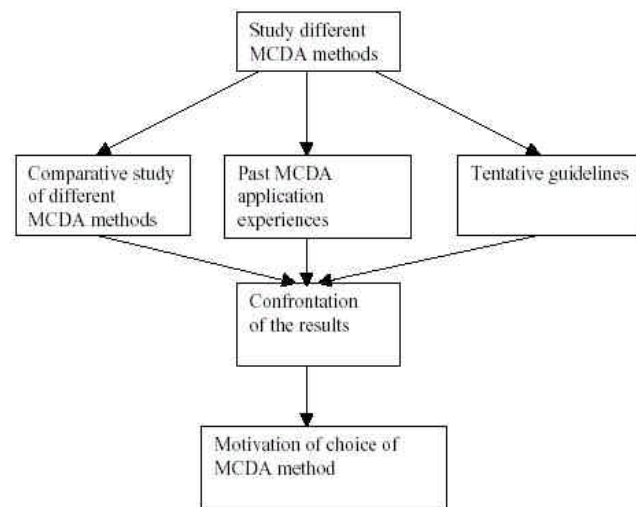 Study different
MCDA methods
Comparative study
of different
MCDA methods
Past MCDA
application
experiences
Tentative guidelines
Confrontation
of the results
Motivation of choice of
MCDA method